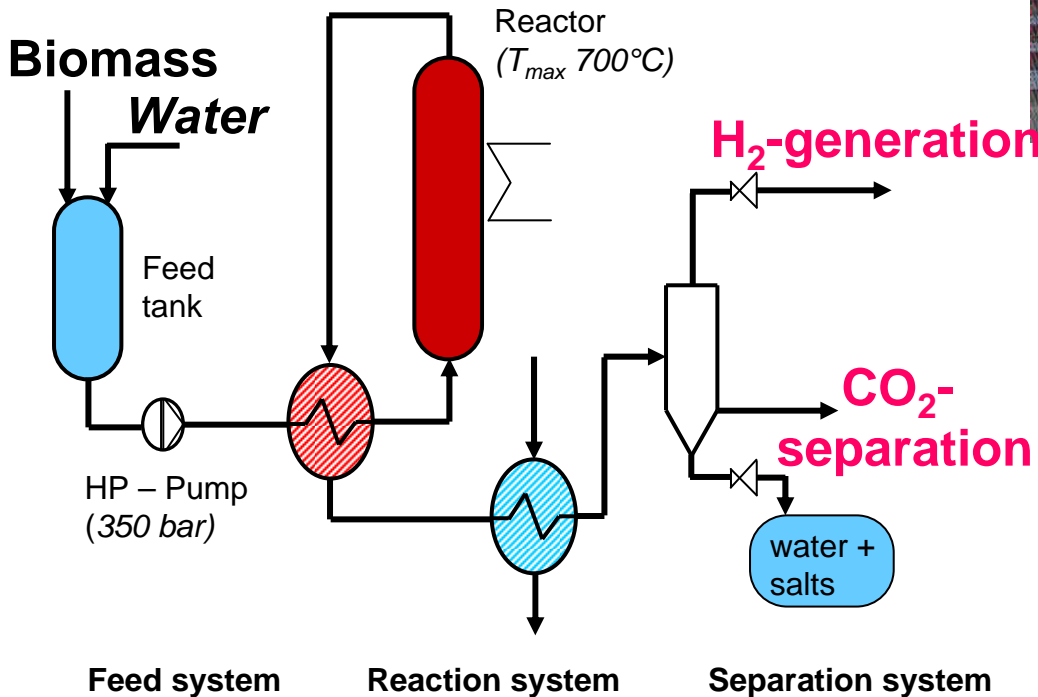 Biomass
Water
Reactor
(Tmax 700°C)
H2-generation
Feed
tank
CO2-
separation
HP – Pump
(350 bar)
water +
salts
Feed system
Reaction system
Separation system